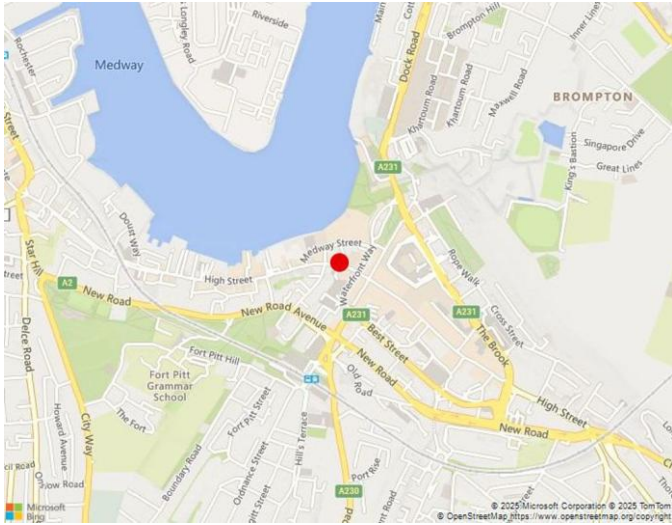 Riverside
Longley Road
Rochester
Medway
Dock Road
Brompton Hill
Inner Lines
Khartoum Road
Khartoum Road
Maxwell Road
BROMPTON
Singapore Drive
Great Lines
King's Bastion
A231
Street
Doust Way
Medway Street
High Street
Star Hill
A2
New Road
Waterfront Way
Rope Walk
Cross Street
New Road Avenue
A231
A231
Best Street
The Brook
Delce Road
Fort Pitt Hill
Fort Pitt
Grammar
School
New Road
Old Road
High Street
New Road
The Fort
Fort Pitt Street
Howard Avenue
City Way
Boundary Road
Ordnance Street
Hill's Terrace
Port Rise
A230
Road
Microsoft
Bing
© 2025 Microsoft Corporation © 2025 TomTom
© OpenStreetMap https://www.openstreetmap.org/copyright